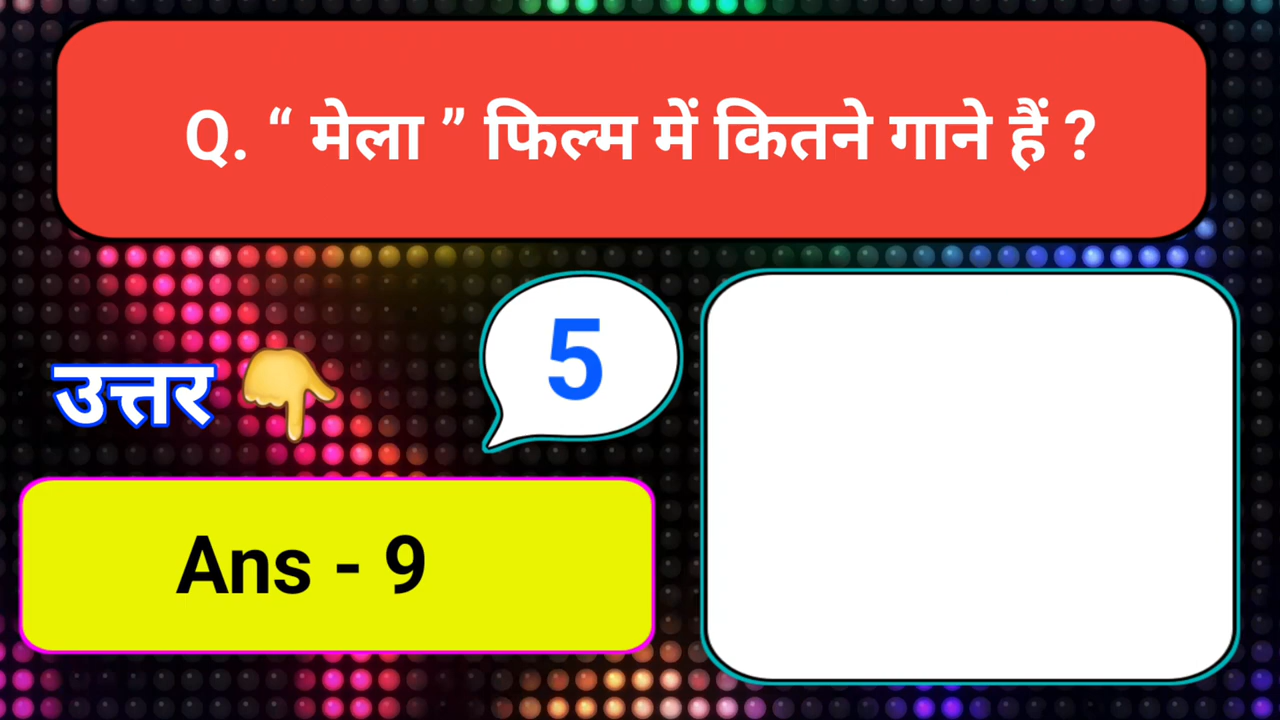 Q. “ मेला ” फिल्म में कितने गाने हैं ?
5
उत्तर 👇
Ans - 9